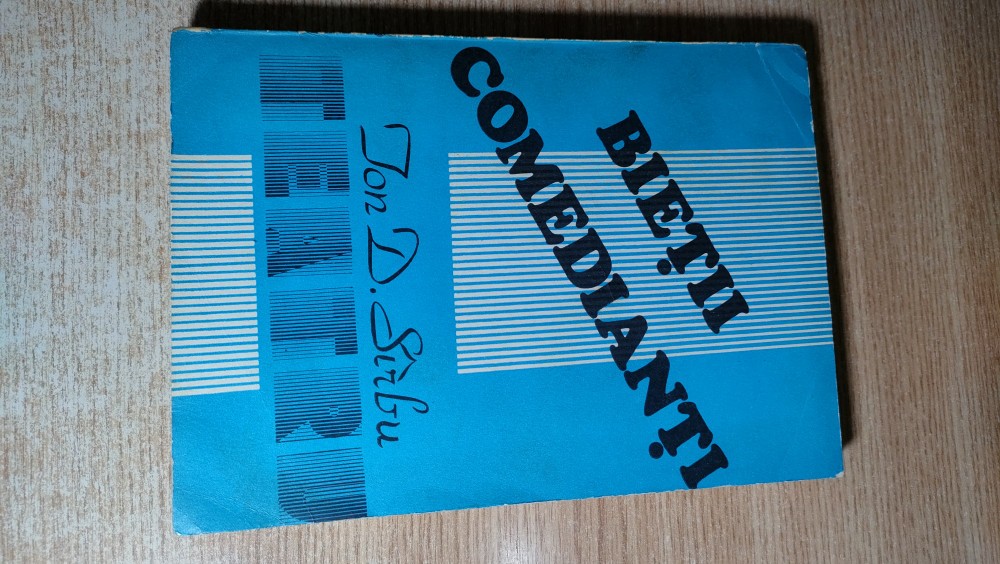 BIEȚII
COMEDIANȚI
Ion D. Sîrbu
TEATRU